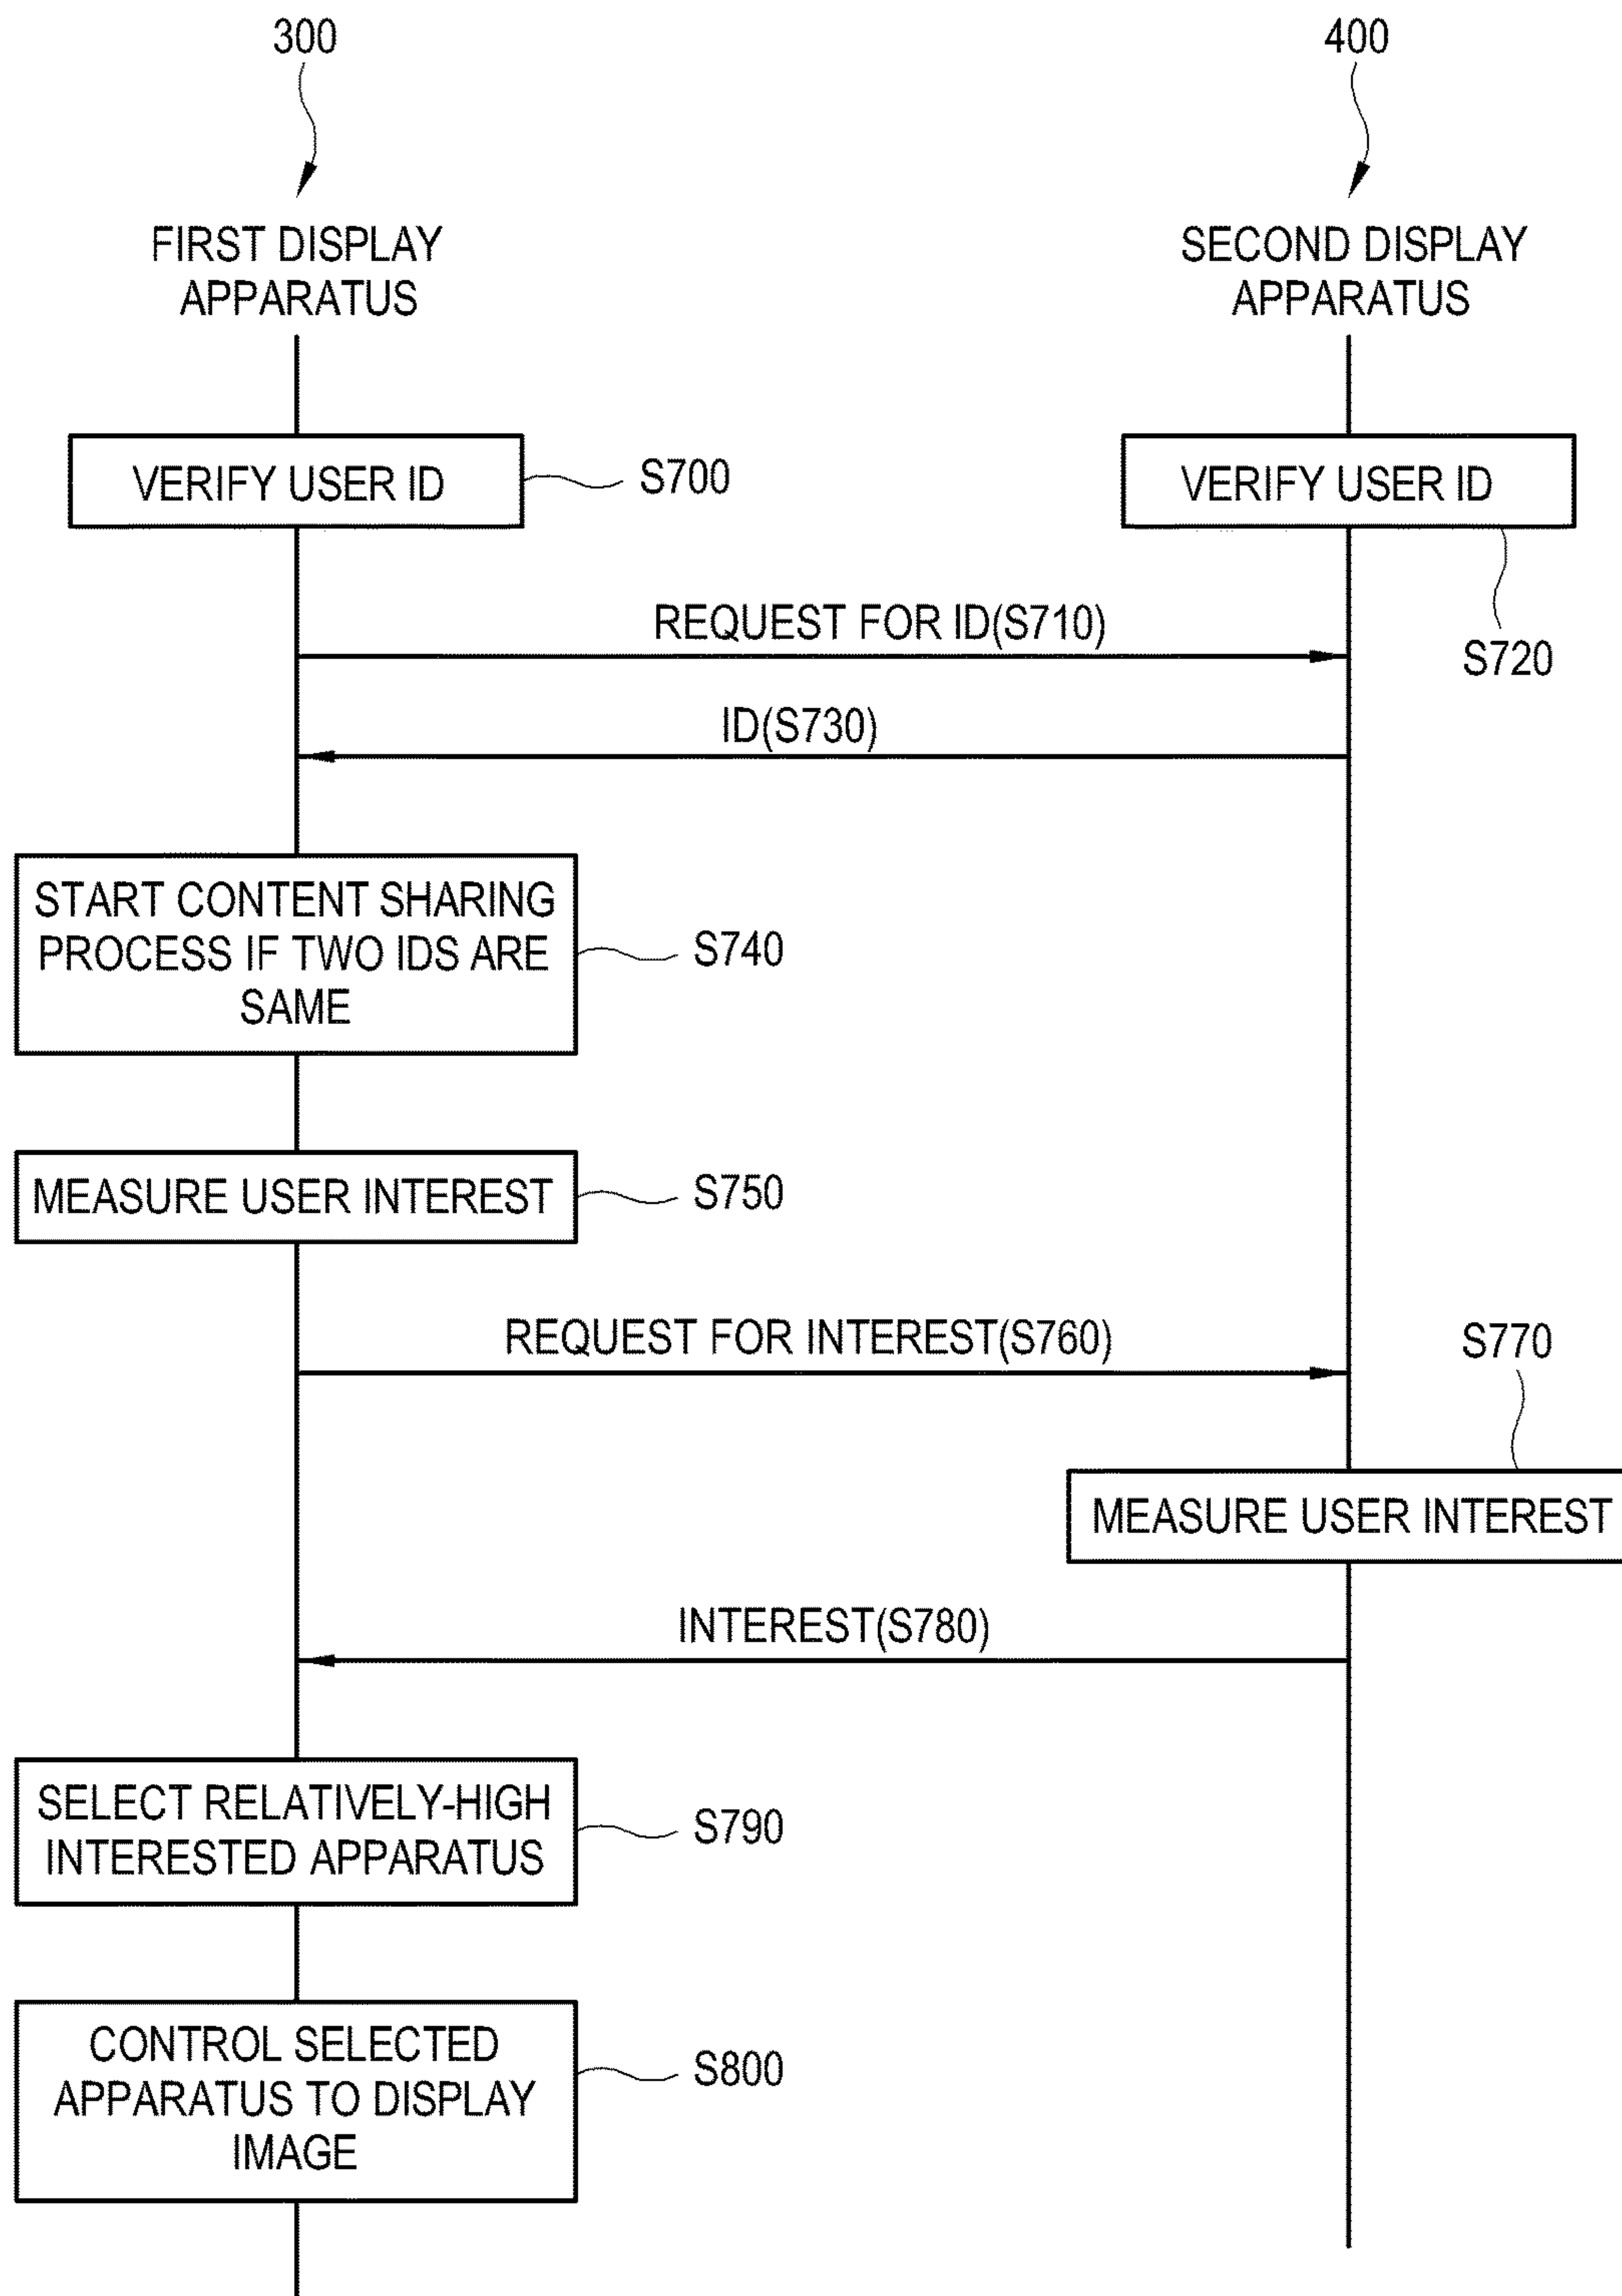 300
400
FIRST DISPLAY
APPARATUS
SECOND DISPLAY
APPARATUS
VERIFY USER ID
S700
VERIFY USER ID
REQUEST FOR ID(S710)
S720
ID(S730)
START CONTENT SHARING
PROCESS IF TWO IDS ARE
SAME
S740
MEASURE USER INTEREST
S750
REQUEST FOR INTEREST(S760)
S770
MEASURE USER INTEREST
INTEREST(S780)
SELECT RELATIVELY-HIGH
INTERESTED APPARATUS
S790
CONTROL SELECTED
APPARATUS TO DISPLAY
IMAGE
S800